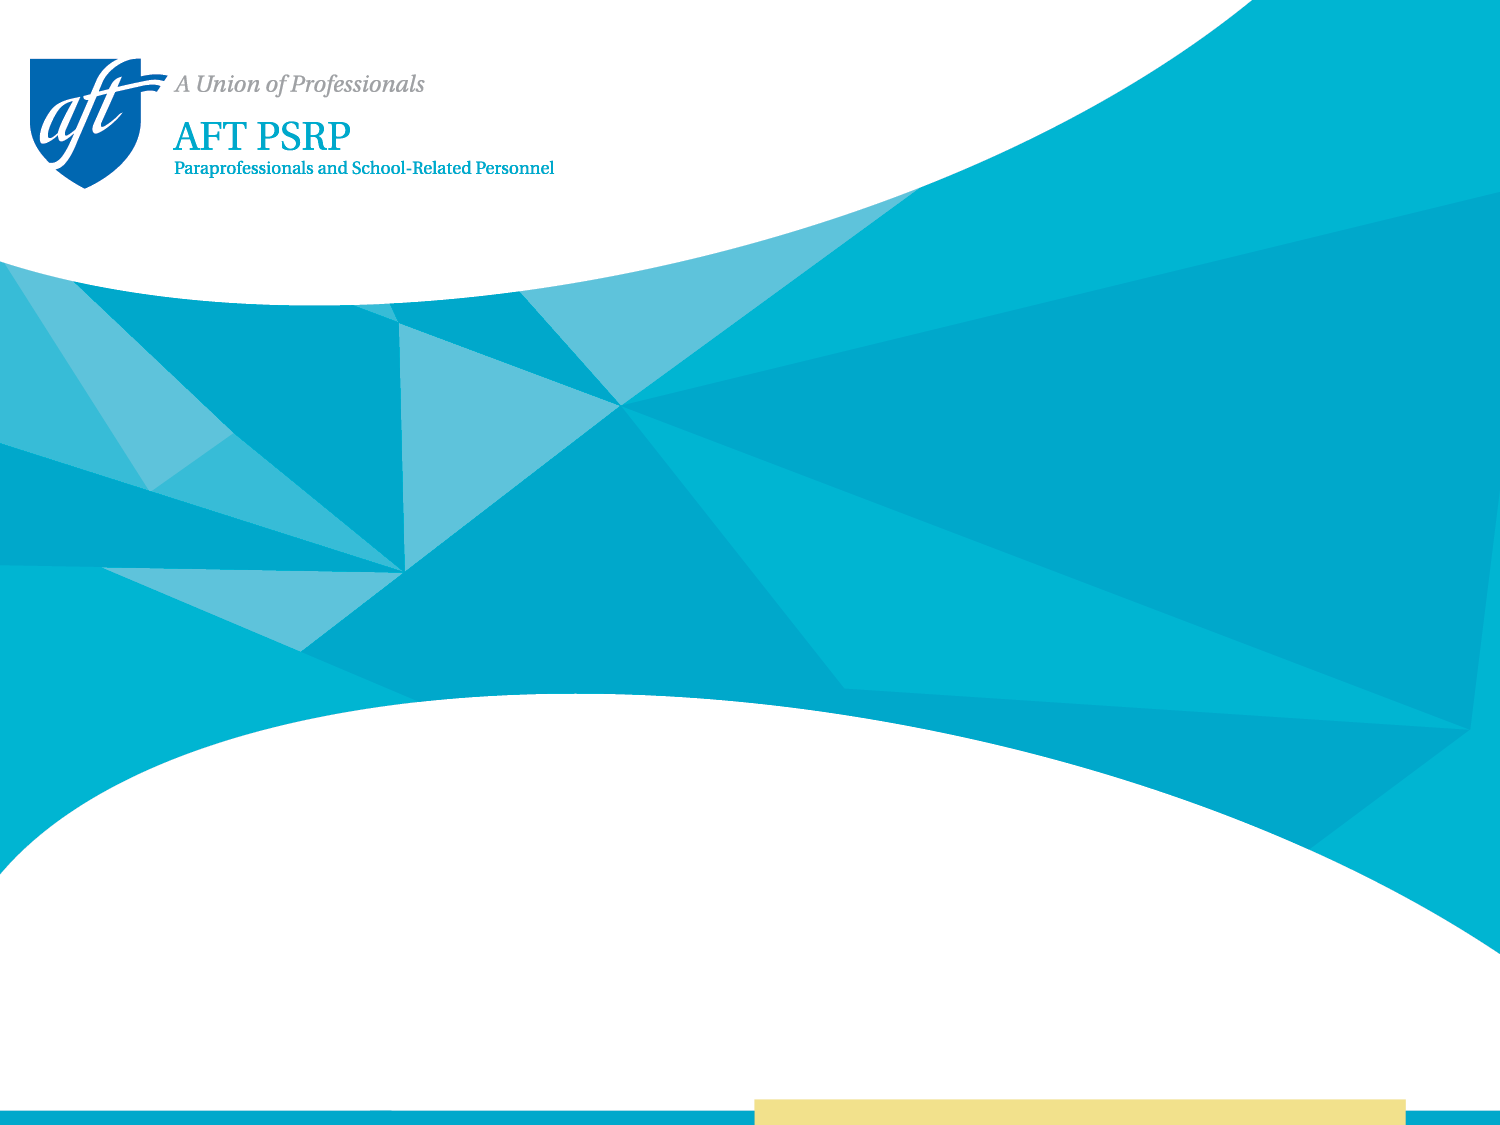 aft
A Union of Professionals
AFT PSRP
Paraprofessionals and School-Related Personnel